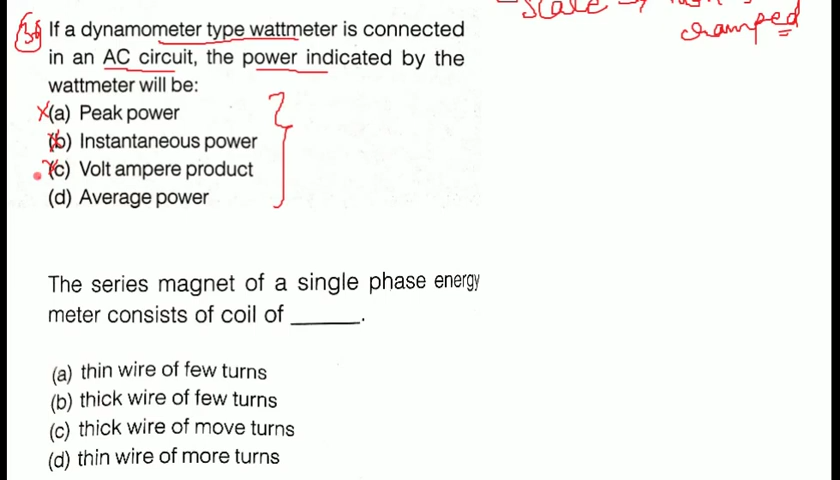 Scale
cramped
36 If a dynamometer type wattmeter is connected
in an AC circuit, the power indicated by the
wattmeter will be:
(a) Peak power
(b) Instantaneous power
(c) Volt ampere product
(d) Average power
The series magnet of a single phase energy
meter consists of coil of ______.
(a) thin wire of few turns
(b) thick wire of few turns
(c) thick wire of move turns
(d) thin wire of more turns